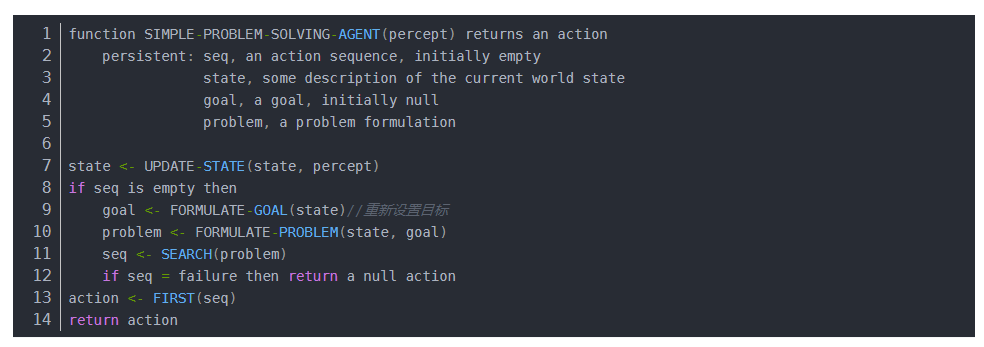 1 function SIMPLE-PROBLEM-SOLVING-AGENT(percept) returns an action
2 persistent: seq, an action sequence, initially empty
3 state, some description of the current world state
4 goal, a goal, initially null
5 problem, a problem formulation
6
7 state <- UPDATE-STATE(state, percept)
8 if seq is empty then
9 goal <- FORMULATE-GOAL(state)//重新设置目标
10 problem <- FORMULATE-PROBLEM(state, goal)
11 seq <- SEARCH(problem)
12 if seq = failure then return a null action
13 action <- FIRST(seq)
14 return action